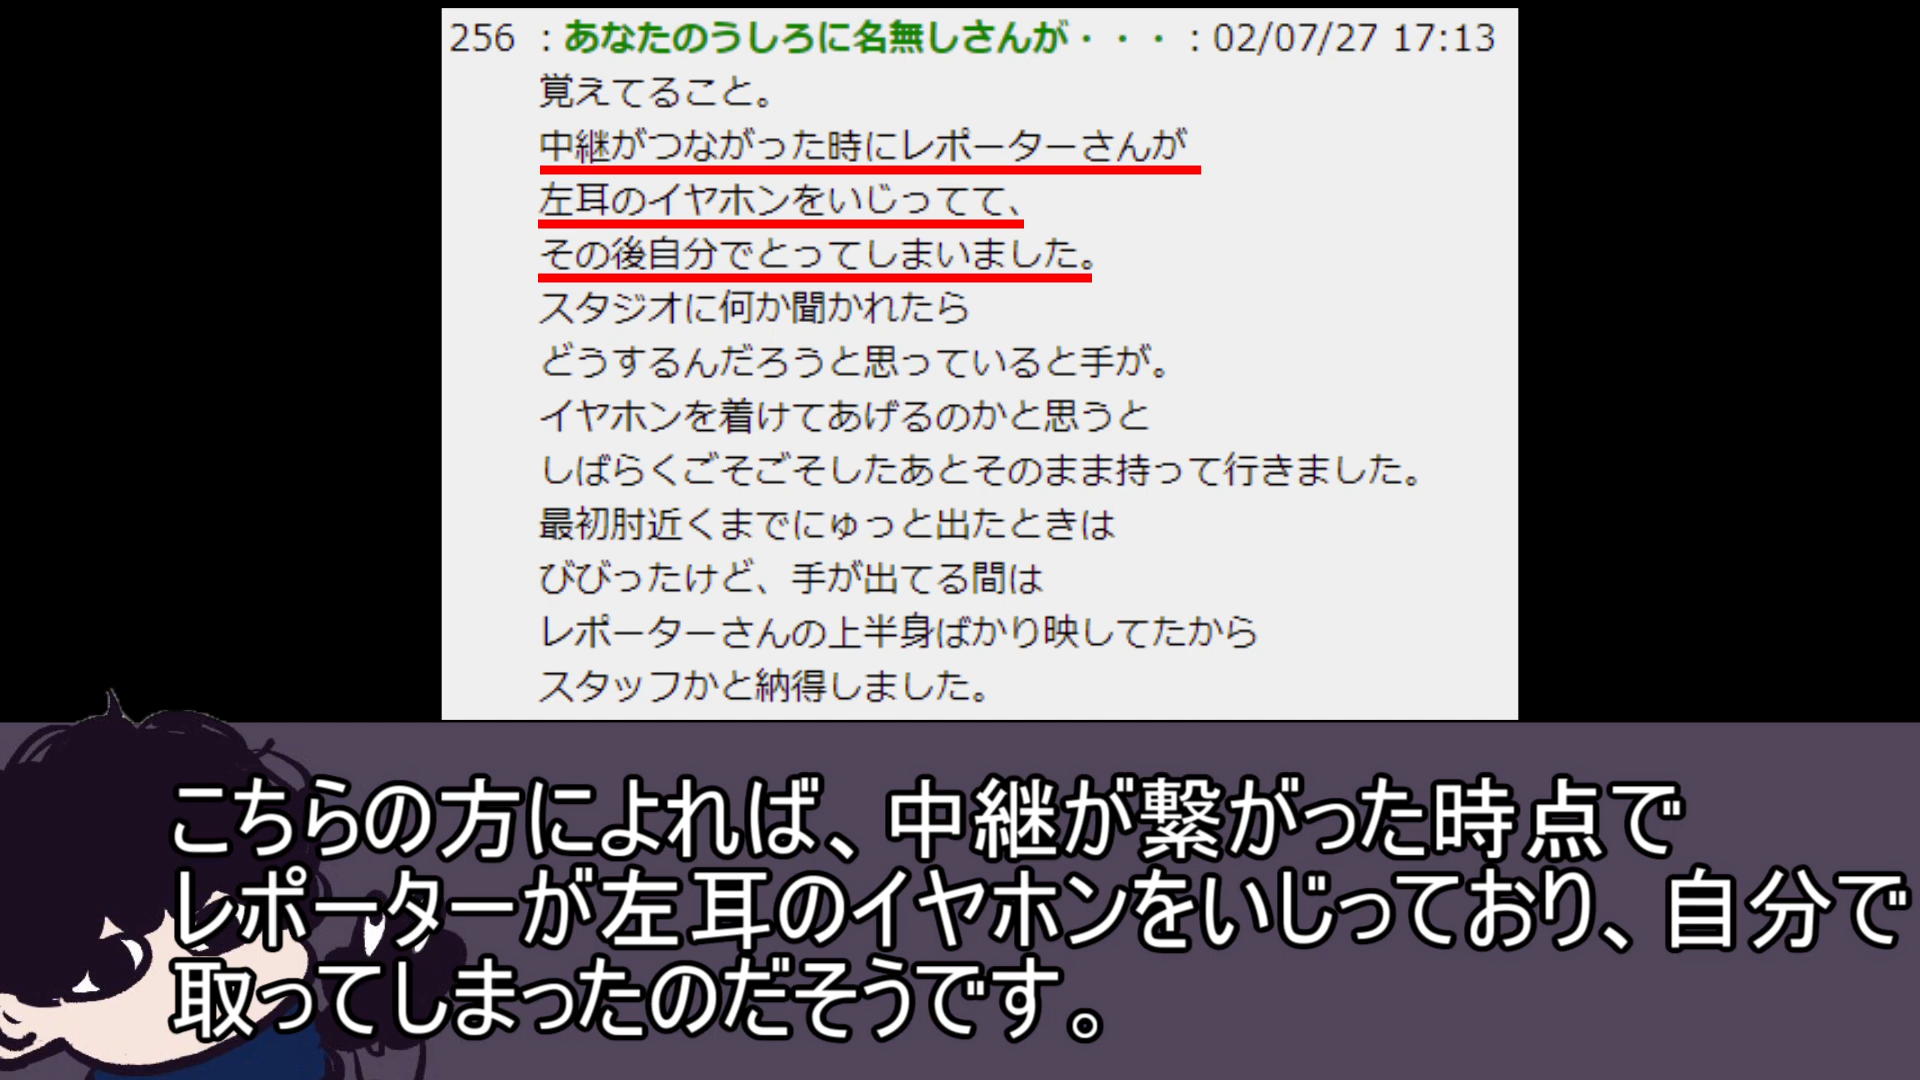 256 ：あなたのうしろに名無しさんが・・・：02/07/27 17:13
覚えてること。
中継がつながった時にレポーターさんが
左耳のイヤホンをいじってて、
その後自分でとってしまいました。
スタジオに何か聞かれたら
どうするんだろうと思っていると手が。
イヤホンを着けてあげるのかと思うと
しばらくごそごそしたあとそのまま持って行きました。
最初肘近くまでにゅっと出たときは
びびったけど、手が出てる間は
レポーターさんの上半身ばかり映してたから
スタッフかと納得しました。
こちらの方によれば、中継が繋がった時点で
レポーターが左耳のイヤホンをいじっており、自分で
取ってしまったのだそうです。